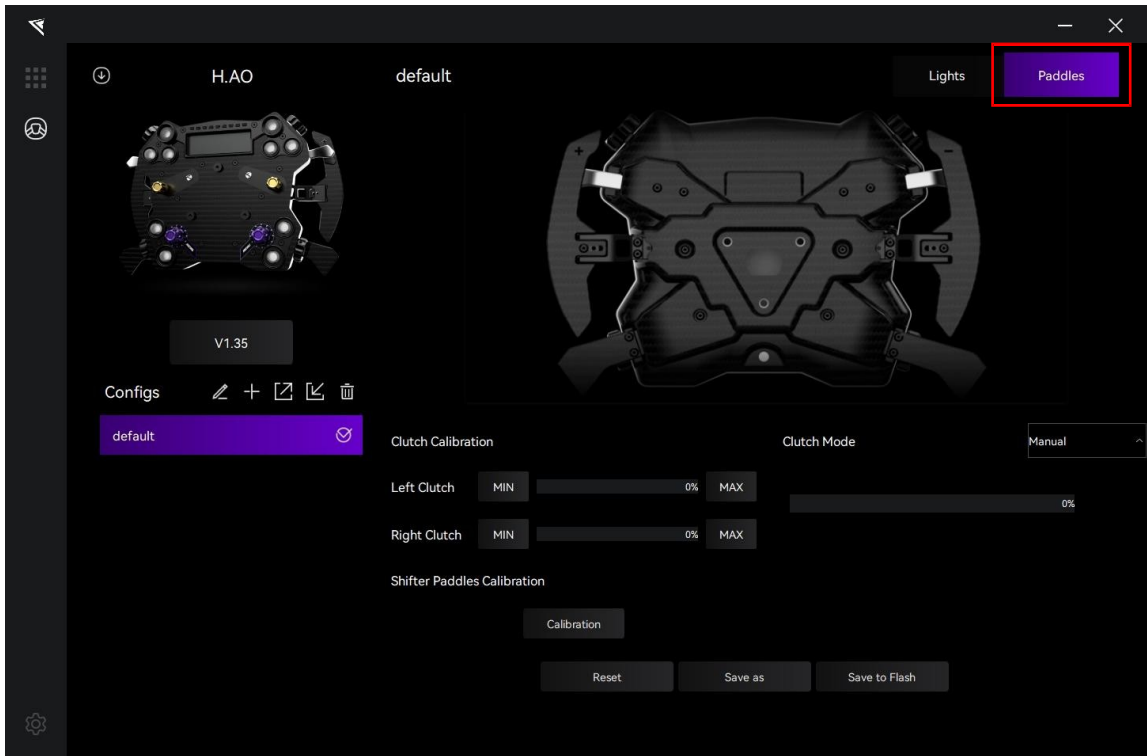 H.AO
default
Lights
Paddles
+
-
V1.35
Configs
default
Clutch Calibration
Clutch Mode
Manual
Left Clutch
MIN
0%
MAX
0%
Right Clutch
MIN
0%
MAX
Shifter Paddles Calibration
Calibration
Reset
Save as
Save to Flash